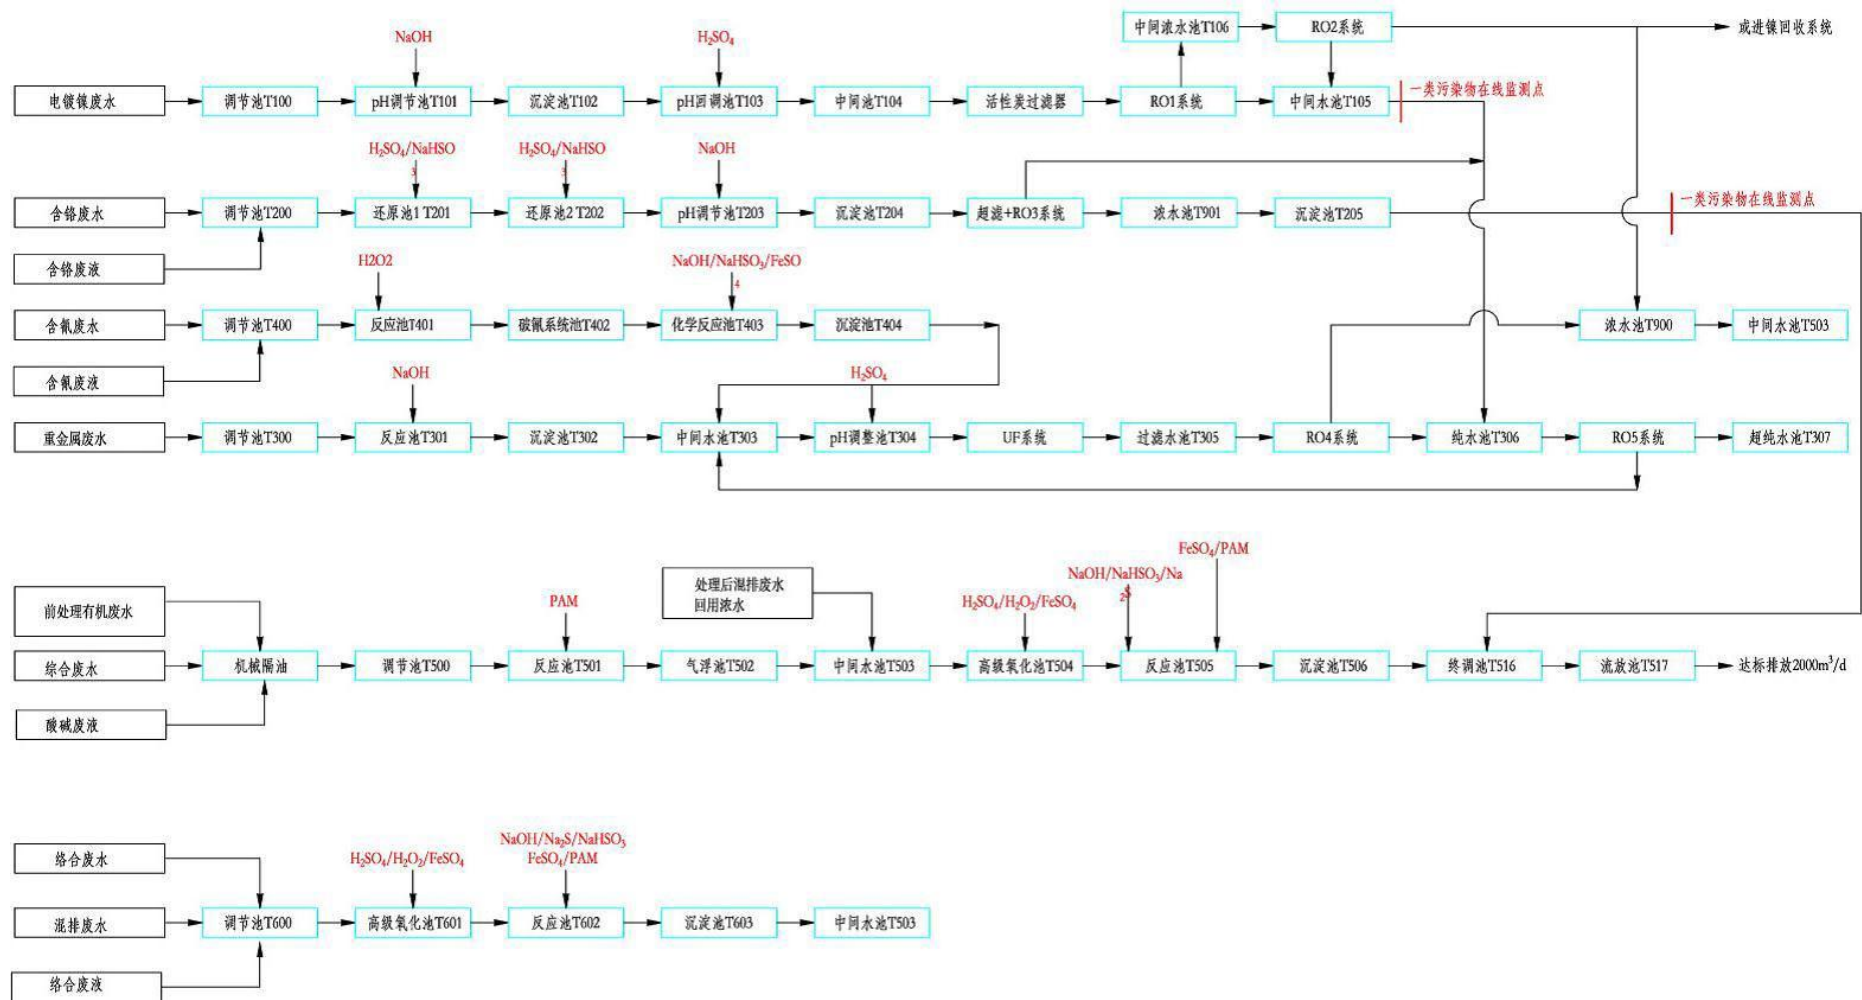 中间浓水池T106
RO2系统
或进镍回收系统
NaOH
H₂SO₄
电镀镍废水
调节池T100
pH调节池T101
沉淀池T102
pH回调池T103
中间池T104
活性炭过滤器
RO1系统
中间水池T105
一类污染物在线监测点
H₂SO₄/NaHSO
3
H₂SO₄/NaHSO
3
NaOH
含铬废水
调节池T200
还原池1 T201
还原池2 T202
pH调节池T203
沉淀池T204
超滤+RO3系统
浓水池T901
沉淀池T205
一类污染物在线监测点
含铬废液
H2O2
NaOH/NaHSO₃/FeSO
4
含氰废水
调节池T400
反应池T401
破氰系统池T402
化学反应池T403
沉淀池T404
浓水池T900
中间水池T503
含氰废液
NaOH
H₂SO₄
重金属废水
调节池T300
反应池T301
沉淀池T302
中间水池T303
pH调整池T304
UF系统
过滤水池T305
RO4系统
纯水池T306
RO5系统
超纯水池T307
前处理有机废水
PAM
处理后混排废水
回用浓水
H₂SO₄/H₂O₂/FeSO₄
NaOH/NaHSO₃/Na
2S
FeSO₄/PAM
综合废水
机械隔油
调节池T500
反应池T501
气浮池T502
中间水池T503
高级氧化池T504
反应池T505
沉淀池T506
终调池T516
流放池T517
达标排放2000m³/d
酸碱废液
络合废水
H₂SO₄/H₂O₂/FeSO₄
NaOH/Na₂S/NaHSO₃
FeSO₄/PAM
混排废水
调节池T600
高级氧化池T601
反应池T602
沉淀池T603
中间水池T503
络合废液